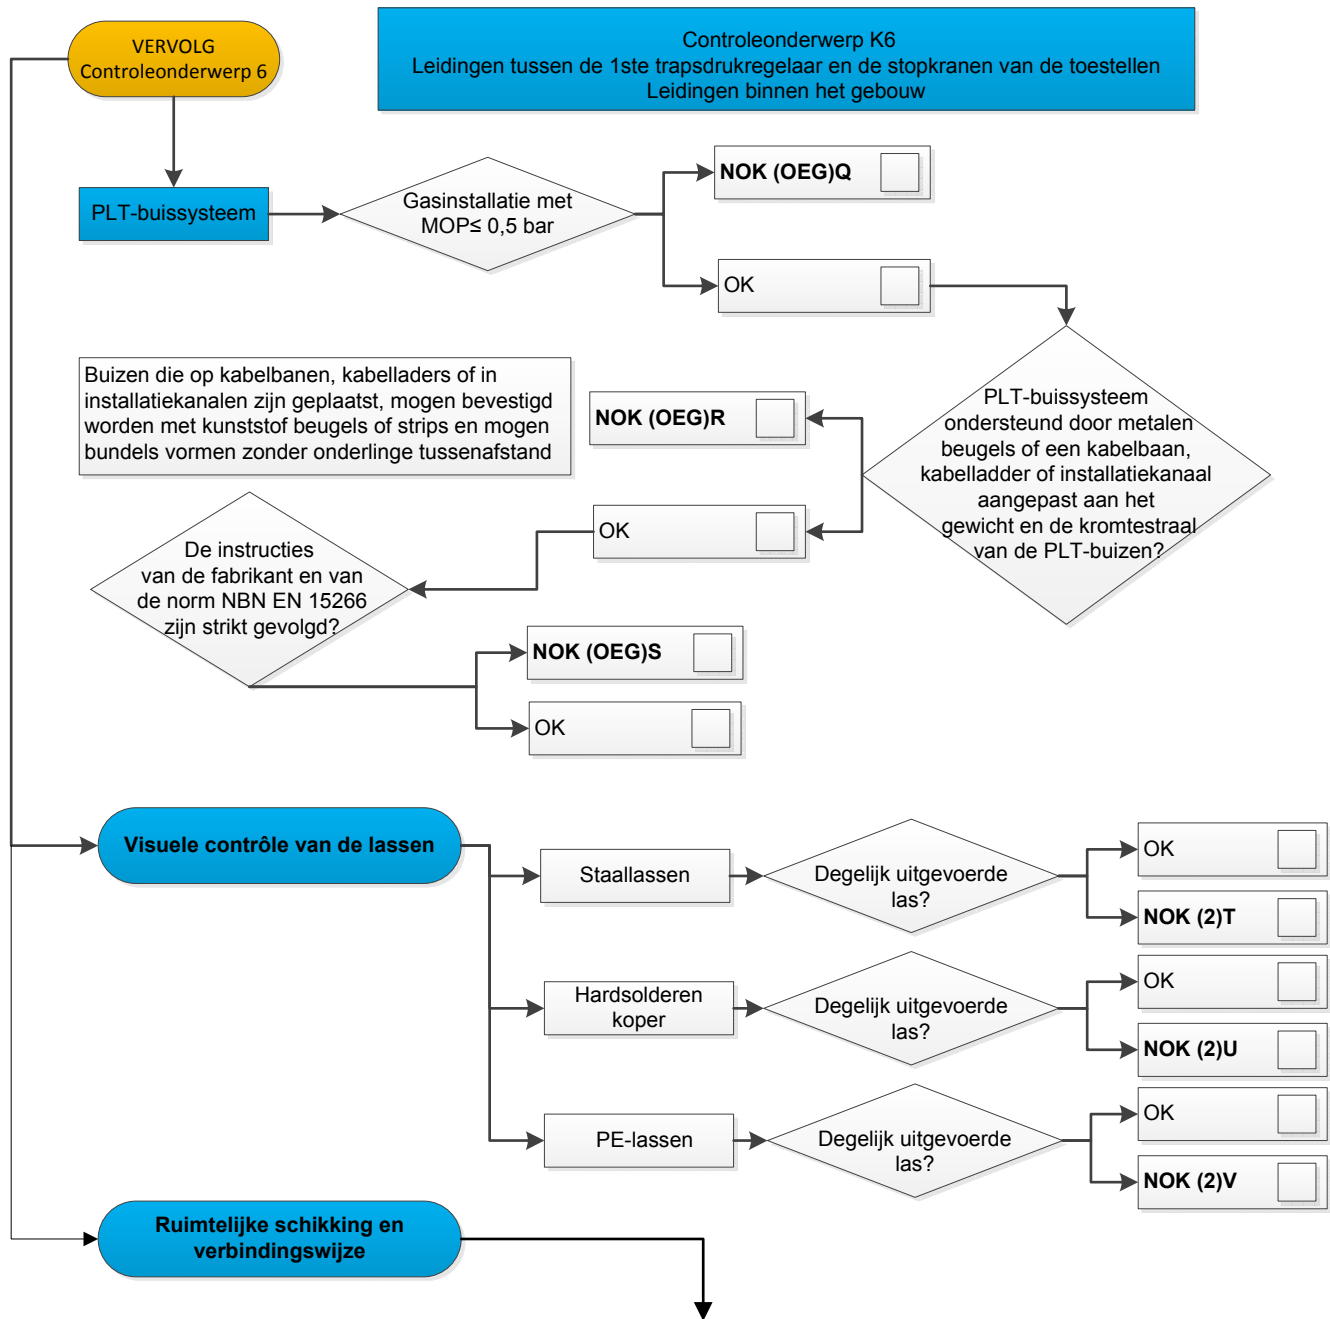 VERVOLG
Controleonderwerp 6
Controleonderwerp K6
Leidingen tussen de 1ste trapsdrukregelaar en de stopkranen van de toestellen
Leidingen binnen het gebouw
PLT-buissysteem
Gasinstallatie met
MOP≤ 0,5 bar
NOK (OEG)Q
OK
PLT-buissysteem
ondersteund door metalen
beugels of een kabelbaan,
kabelladder of installatiekanaal
aangepast aan het
gewicht en de kromtestraal
van de PLT-buizen?
Buizen die op kabelbanen, kabelladers of in
installatiekanalen zijn geplaatst, mogen bevestigd
worden met kunststof beugels of strips en mogen
bundels vormen zonder onderlinge tussenafstand
NOK (OEG)R
OK
De instructies
van de fabrikant en van
de norm NBN EN 15266
zijn strikt gevolgd?
NOK (OEG)S
OK
Visuele contrôle van de lassen
Staallassen
Degelijk uitgevoerde
las?
OK
NOK (2)T
Hardsolderen
koper
Degelijk uitgevoerde
las?
OK
NOK (2)U
PE-lassen
Degelijk uitgevoerde
las?
OK
NOK (2)V
Ruimtelijke schikking en
verbindingswijze